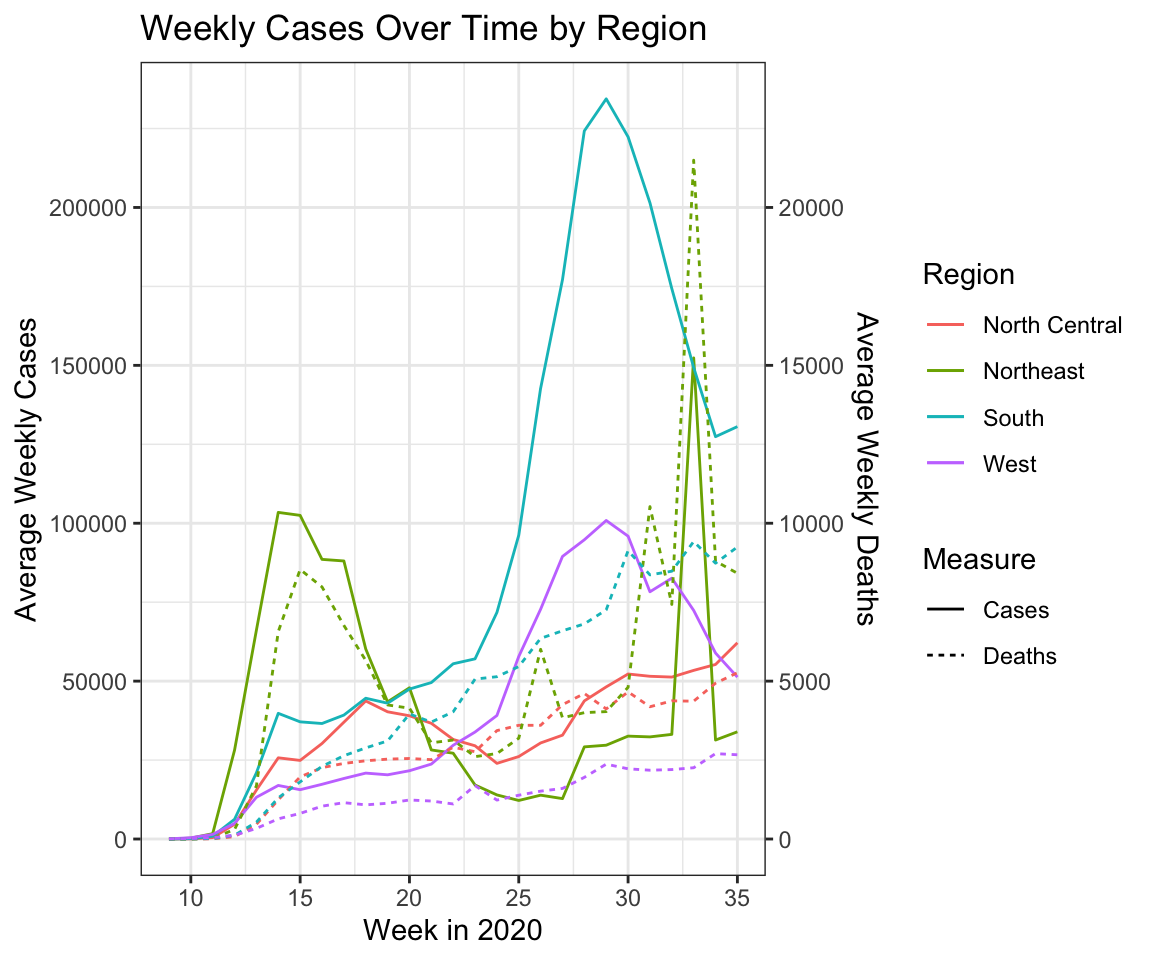 Weekly Cases Over Time by Region
Average Weekly Cases
200000
150000
100000
50000
0
20000
15000
10000
5000
0
Average Weekly Deaths
10 15 20 25 30 35
Week in 2020
Region
North Central
Northeast
South
West
Measure
Cases
Deaths